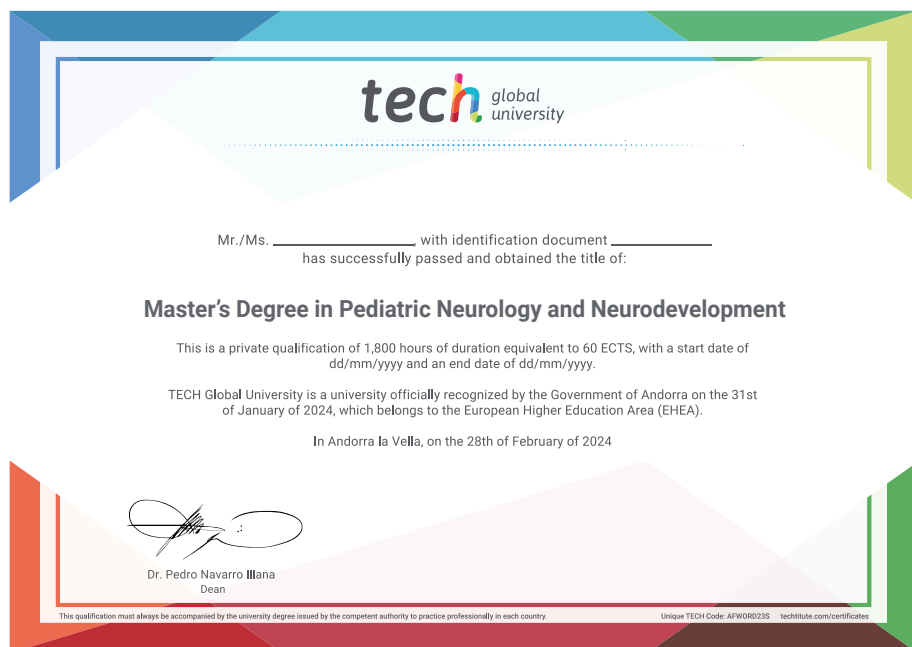 tech global university
Mr./Ms. ____________, with identification document ____________
has successfully passed and obtained the title of:
Master's Degree in Pediatric Neurology and Neurodevelopment
This is a private qualification of 1,800 hours of duration equivalent to 60 ECTS, with a start date of
dd/mm/yyyy and an end date of dd/mm/yyyy.
TECH Global University is a university officially recognized by the Government of Andorra on the 31st
of January of 2024, which belongs to the European Higher Education Area (EHEA).
In Andorra la Vella, on the 28th of February of 2024
Dr. Pedro Navarro Illana
Dean
This qualification must always be accompanied by the university degree issued by the competent authority to practice professionally in each country.
Unique TECH Code: AFWORD23S techtitute.com/certificates